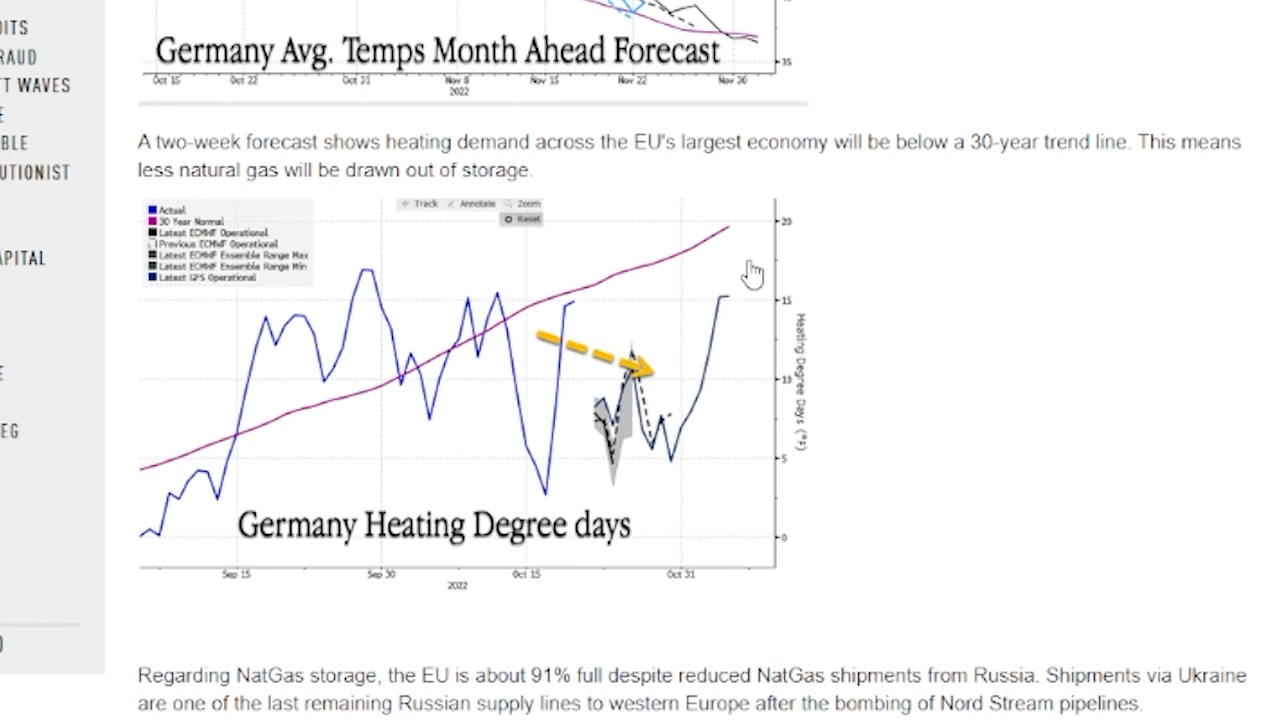 DITS
RAUD
T WAVES
E
BLE
UTIONIST
APITAL
E
EG
Germany Avg. Temps Month Ahead Forecast
35
Oct 15 Oct 22 Oct 31 Nov 8 Nov 15 Nov 22 Nov 30
2022
A two-week forecast shows heating demand across the EU's largest economy will be below a 30-year trend line. This means
less natural gas will be drawn out of storage.
Track Annotate Zoom
Reset
Actual
30 Year Normal
Latest ECMWF Operational
Previous ECMWF Operational
Latest ECMWF Ensemble Range Max
Latest ECMWF Ensemble Range Min
Latest GFS Operational
20
15
10
5
0
Heating Degree Days (°F)
Germany Heating Degree days
Sep 15 Sep 30 Oct 15 Oct 31
2022
Regarding NatGas storage, the EU is about 91% full despite reduced NatGas shipments from Russia. Shipments via Ukraine
are one of the last remaining Russian supply lines to western Europe after the bombing of Nord Stream pipelines.